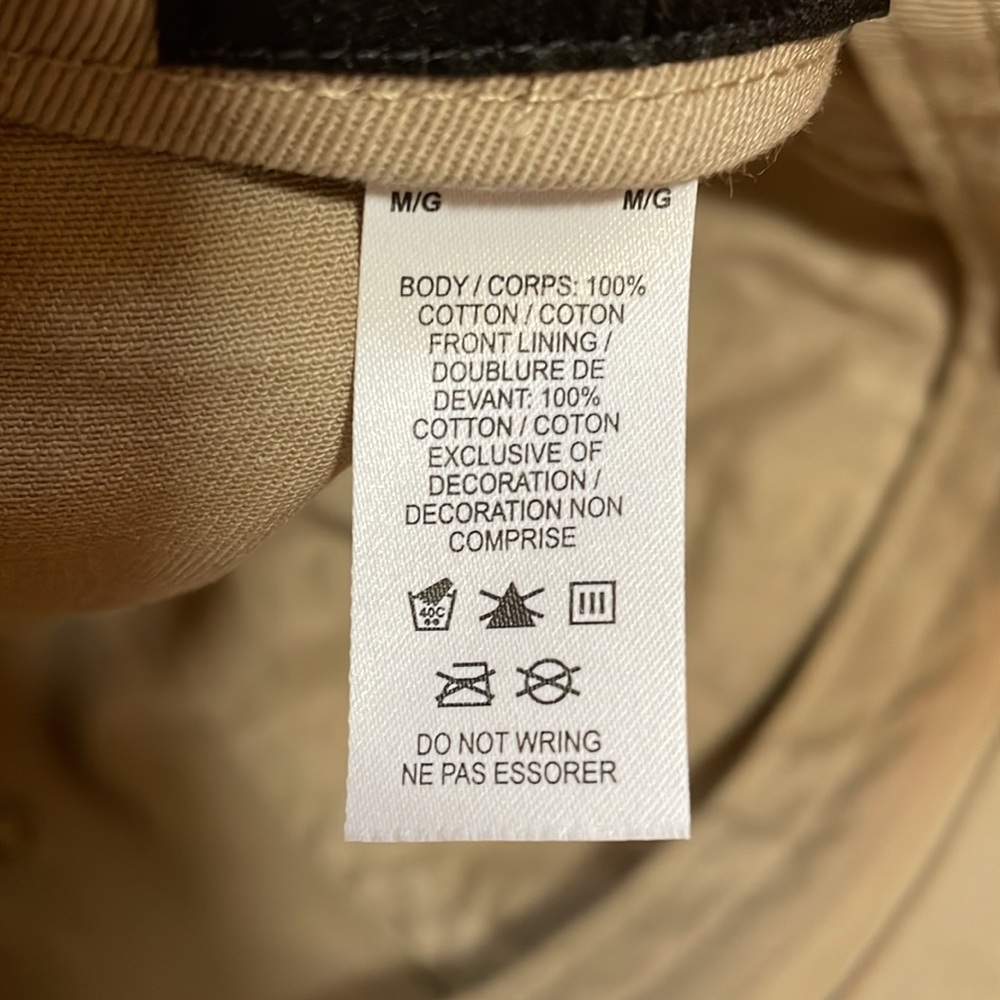 M/G M/G
BODY / CORPS: 100%
COTTON / COTON
FRONT LINING /
DOUBLURE DE
DEVANT: 100%
COTTON / COTON
EXCLUSIVE OF
DECORATION /
DECORATION NON
COMPRISE
40C
DO NOT WRING
NE PAS ESSORER